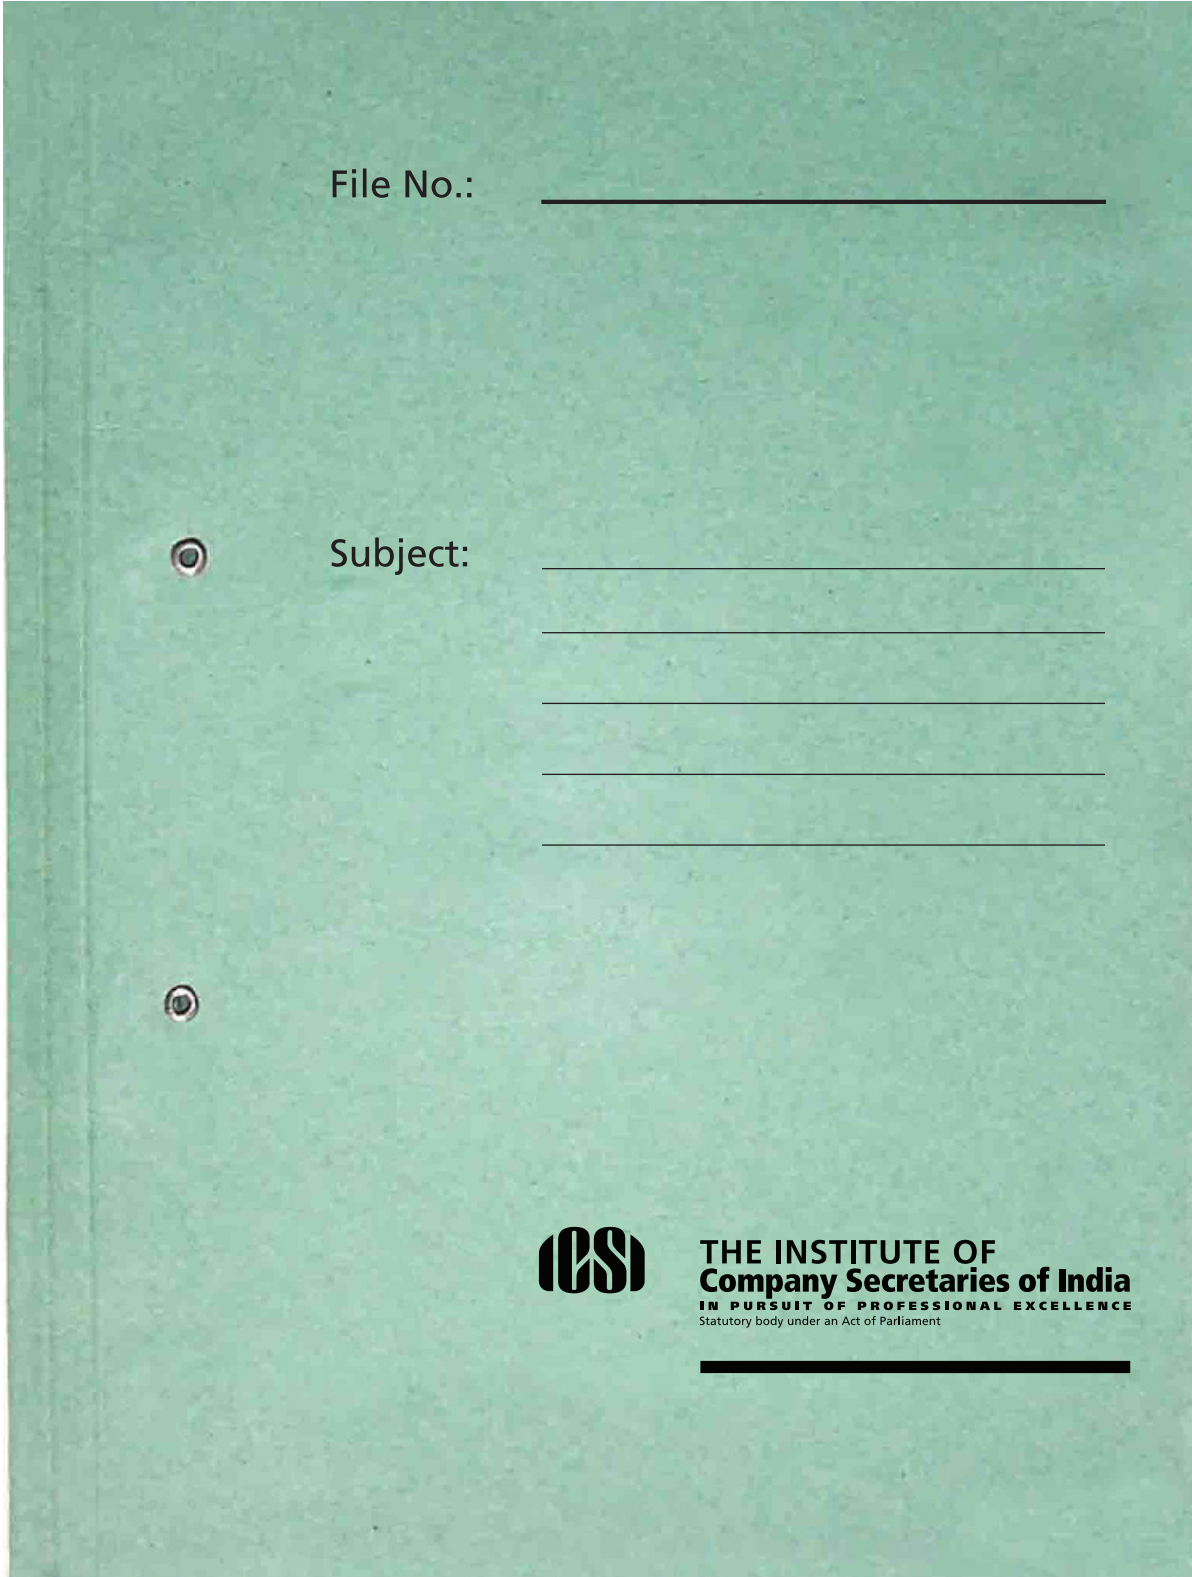 File No.:
Subject:
ICSI
THE INSTITUTE OF
Company Secretaries of India
IN PURSUIT OF PROFESSIONAL EXCELLENCE
Statutory body under an Act of Parliament